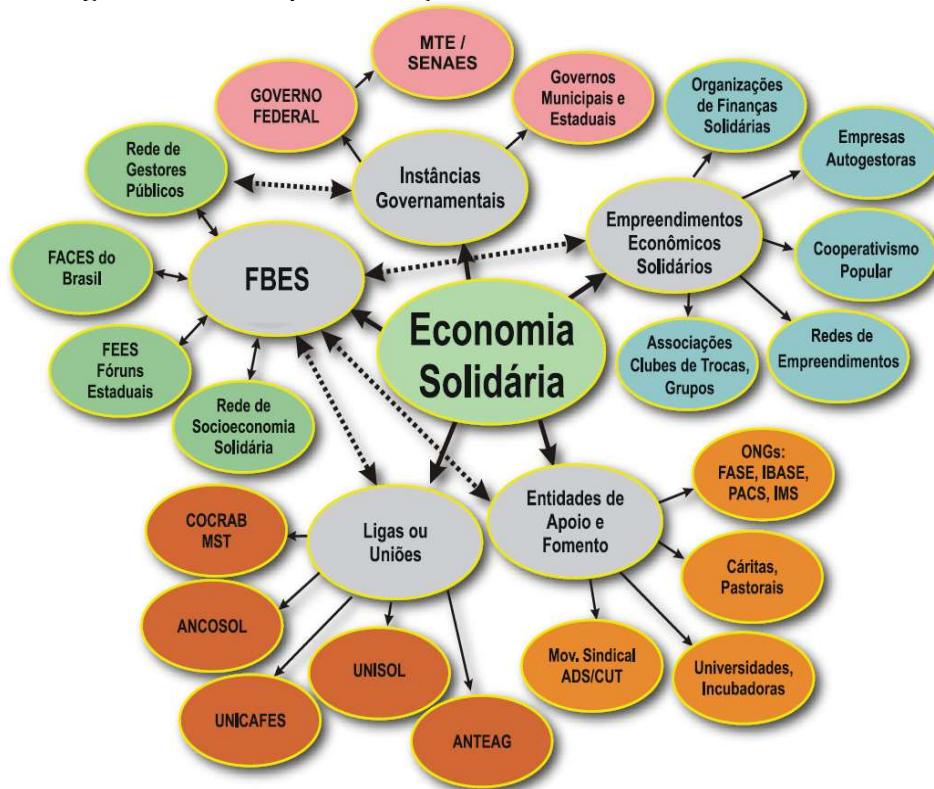 MTE /
SENAES
GOVERNO
FEDERAL
Governos
Municipais e
Estaduais
Organizações
de Finanças
Solidárias
Empresas
Autogestoras
Rede de
Gestores
Públicos
Instâncias
Governamentais
Empreendimentos
Econômicos
Solidários
Cooperativismo
Popular
FACES do
Brasil
FBES
Economia
Solidária
Associações
Clubes de Trocas,
Grupos
Redes de
Empreendimentos
FEES
Fóruns
Estaduais
Rede de
Socioeconomia
Solidária
ONGs:
FASE, IBASE,
PACS, IMS
Entidades de
Apoio e
Fomento
Ligas ou
Uniões
COCRAB
MST
Cáritas,
Pastorais
ANCOSOL
UNISOL
Mov. Sindical
ADS/CUT
Universidades,
Incubadoras
UNICAFES
ANTEAG